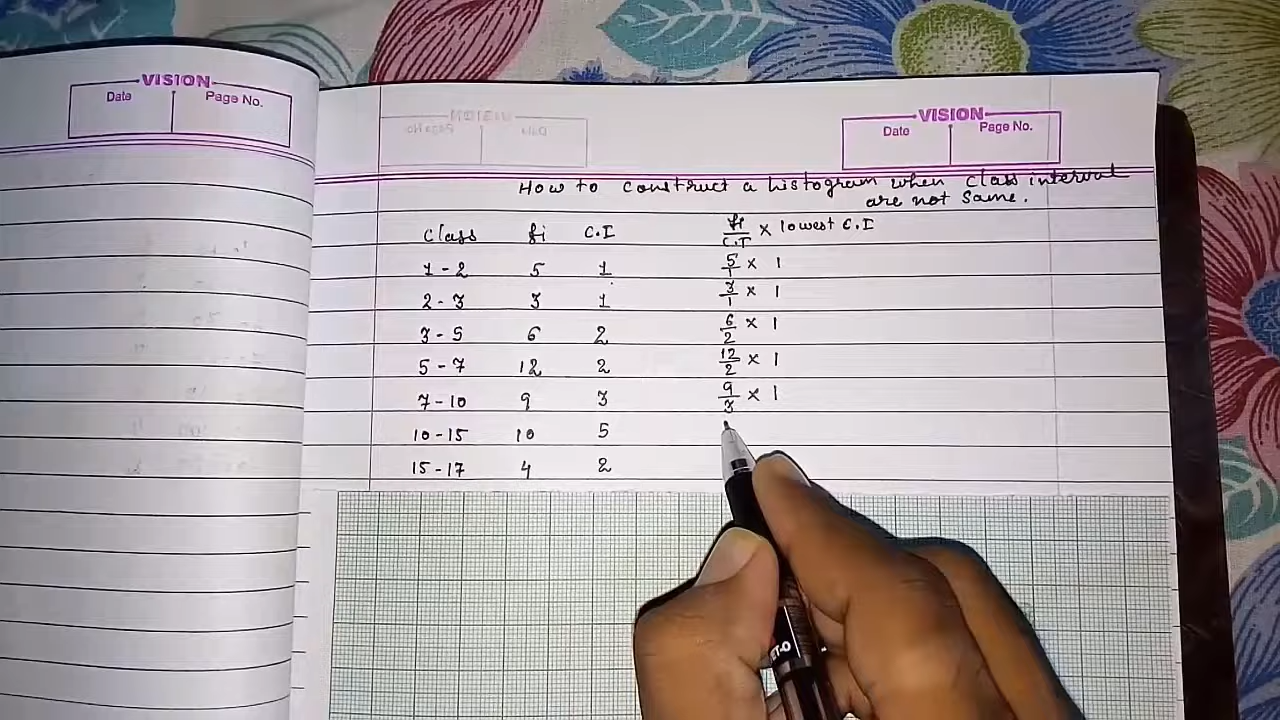 VISION
Date Page No.
VISION
Date Page No.
How to construct a histogram when class interval
are not same.
Class fi C.I fi/C.I × lowest C.I
1 - 2 5 1 5/1 × 1
2 - 3 3 1 3/1 × 1
3 - 5 6 2 6/2 × 1
5 - 7 12 2 12/2 × 1
7 - 10 9 3 9/3 × 1
10 - 15 10 5
15 - 17 4 2